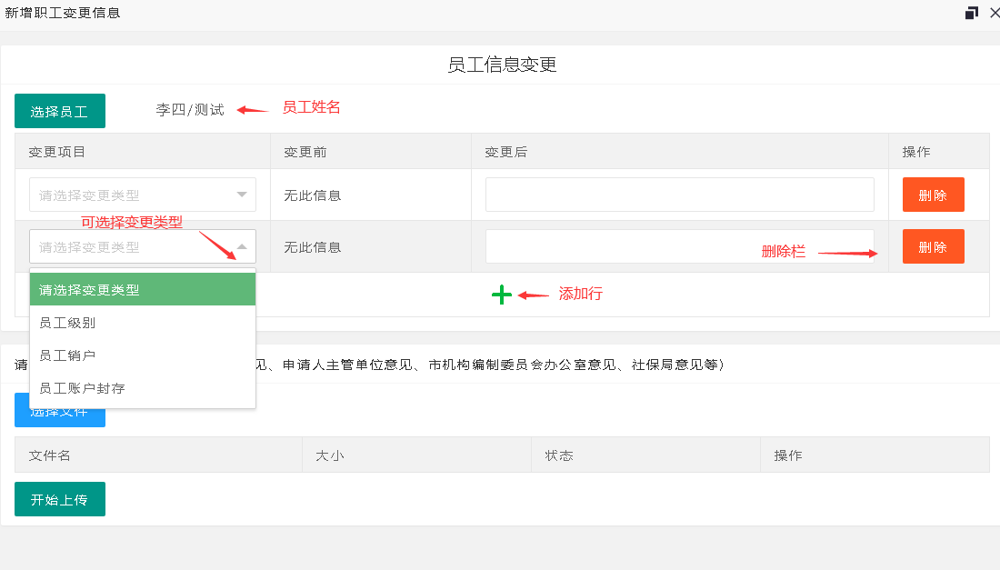 新增职工变更信息
员工信息变更
选择员工 李四/测试 员工姓名
变更项目 变更前 变更后 操作
请选择变更类型 无此信息 删除
可选择变更类型
请选择变更类型 无此信息 删除栏 删除
请选择变更类型 添加行
员工级别
员工销户
请 见、申请人主管单位意见、市机构编制委员会办公室意见、社保局意见等)
员工账户封存
选择文件
文件名 大小 状态 操作
开始上传